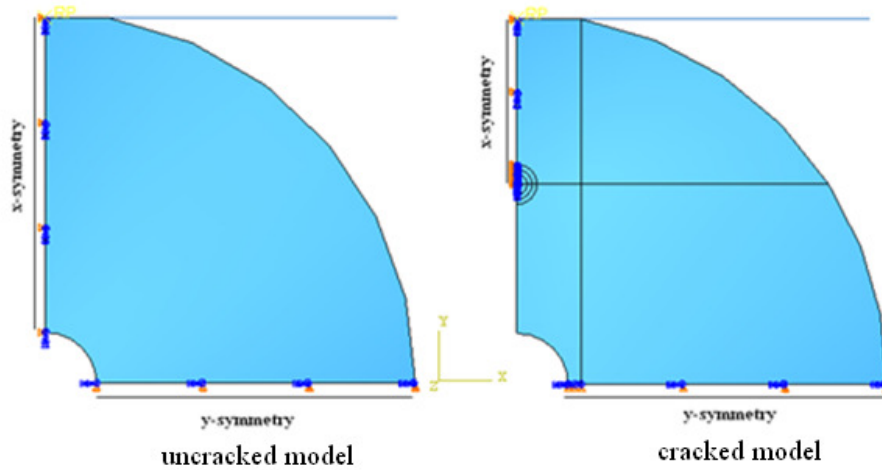 RP
x-symmetry
y-symmetry
uncracked model
Y
Z X
RP
x-symmetry
y-symmetry
cracked model